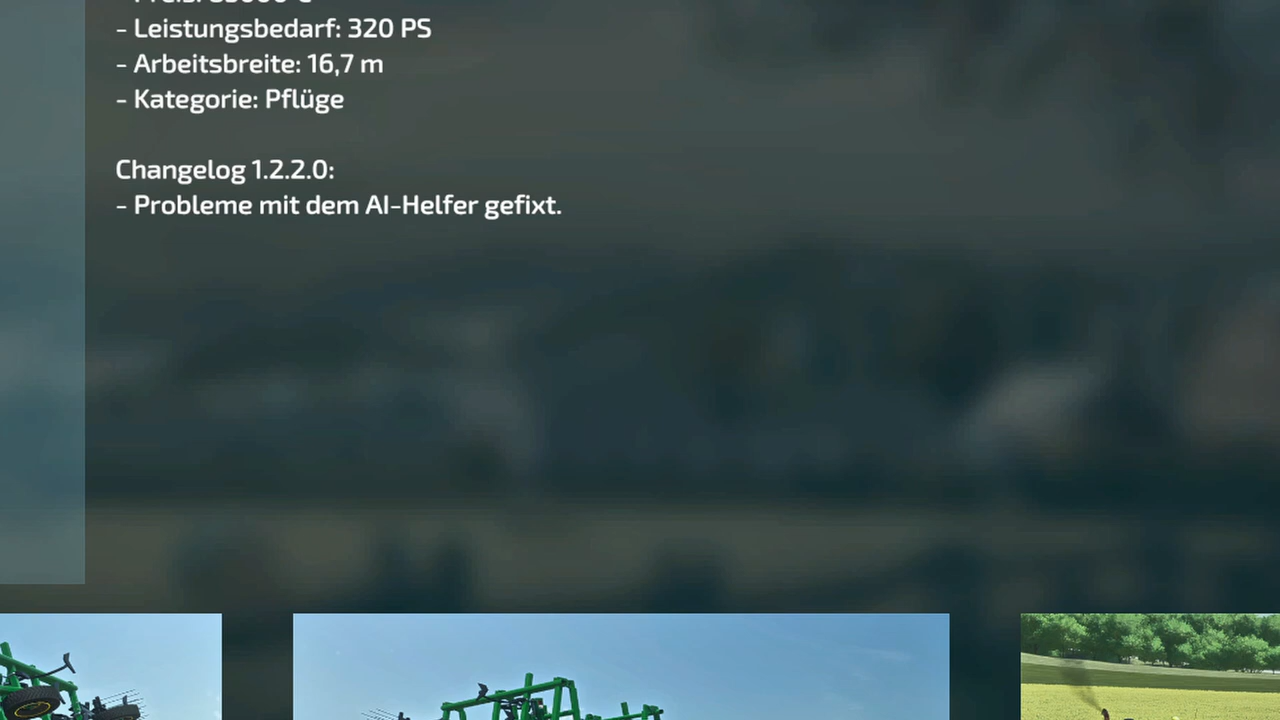 - Leistungsbedarf: 320 PS
- Arbeitsbreite: 16,7 m
- Kategorie: Pflüge
Changelog 1.2.2.0:
- Probleme mit dem AI-Helfer gefixt.